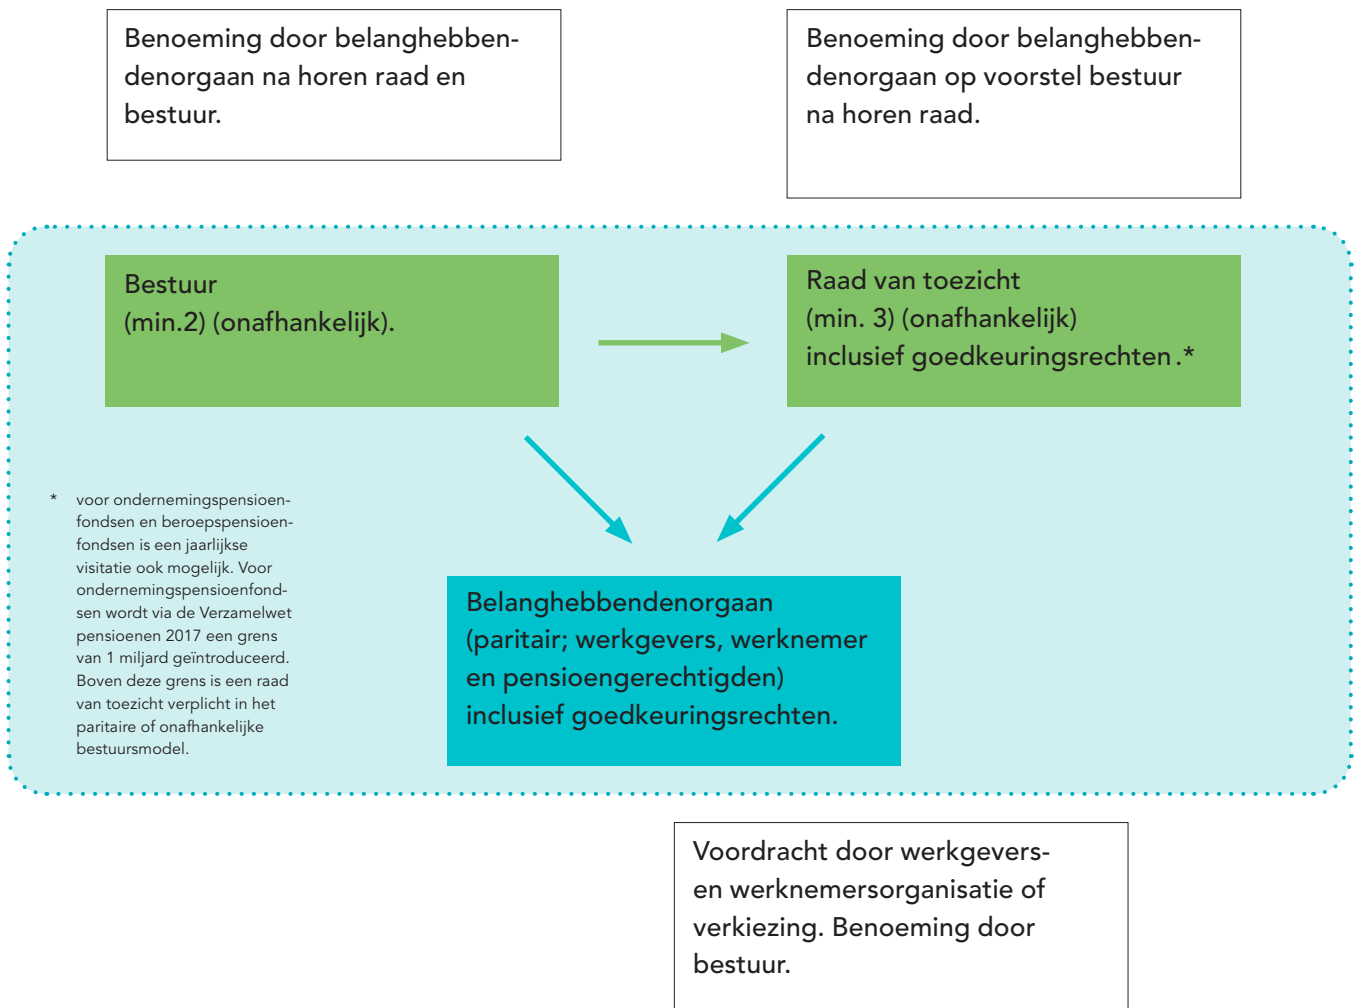 Benoeming door belanghebben-
denorgaan na horen raad en
bestuur.
Benoeming door belanghebben-
denorgaan op voorstel bestuur
na horen raad.
Bestuur
(min.2) (onafhankelijk).
Raad van toezicht
(min. 3) (onafhankelijk)
inclusief goedkeuringsrechten.*
* voor ondernemingspensioen-
fondsen en beroepspensioen-
fondsen is een jaarlijkse
visitatie ook mogelijk. Voor
ondernemingspensioenfond-
sen wordt via de Verzamelwet
pensioenen 2017 een grens
van 1 miljard geïntroduceerd.
Boven deze grens is een raad
van toezicht verplicht in het
paritaire of onafhankelijke
bestuursmodel.
Belanghebbendenorgaan
(paritair; werkgevers, werknemer
en pensioengerechtigden)
inclusief goedkeuringsrechten.
Voordracht door werkgevers-
en werknemersorganisatie of
verkiezing. Benoeming door
bestuur.